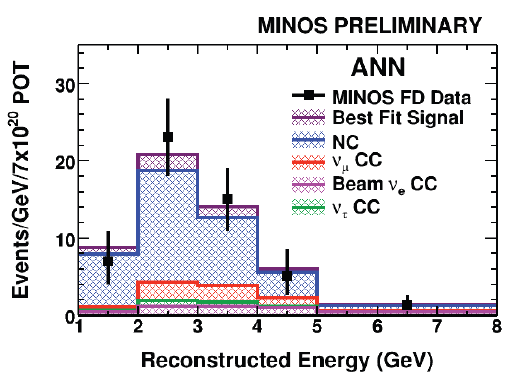 MINOS PRELIMINARY
ANN
MINOS FD Data
Best Fit Signal
NC
νμ CC
Beam νe CC
ντ CC
Events/GeV/7x10²⁰ POT
30
20
10
0
1 2 3 4 5 6 7 8
Reconstructed Energy (GeV)